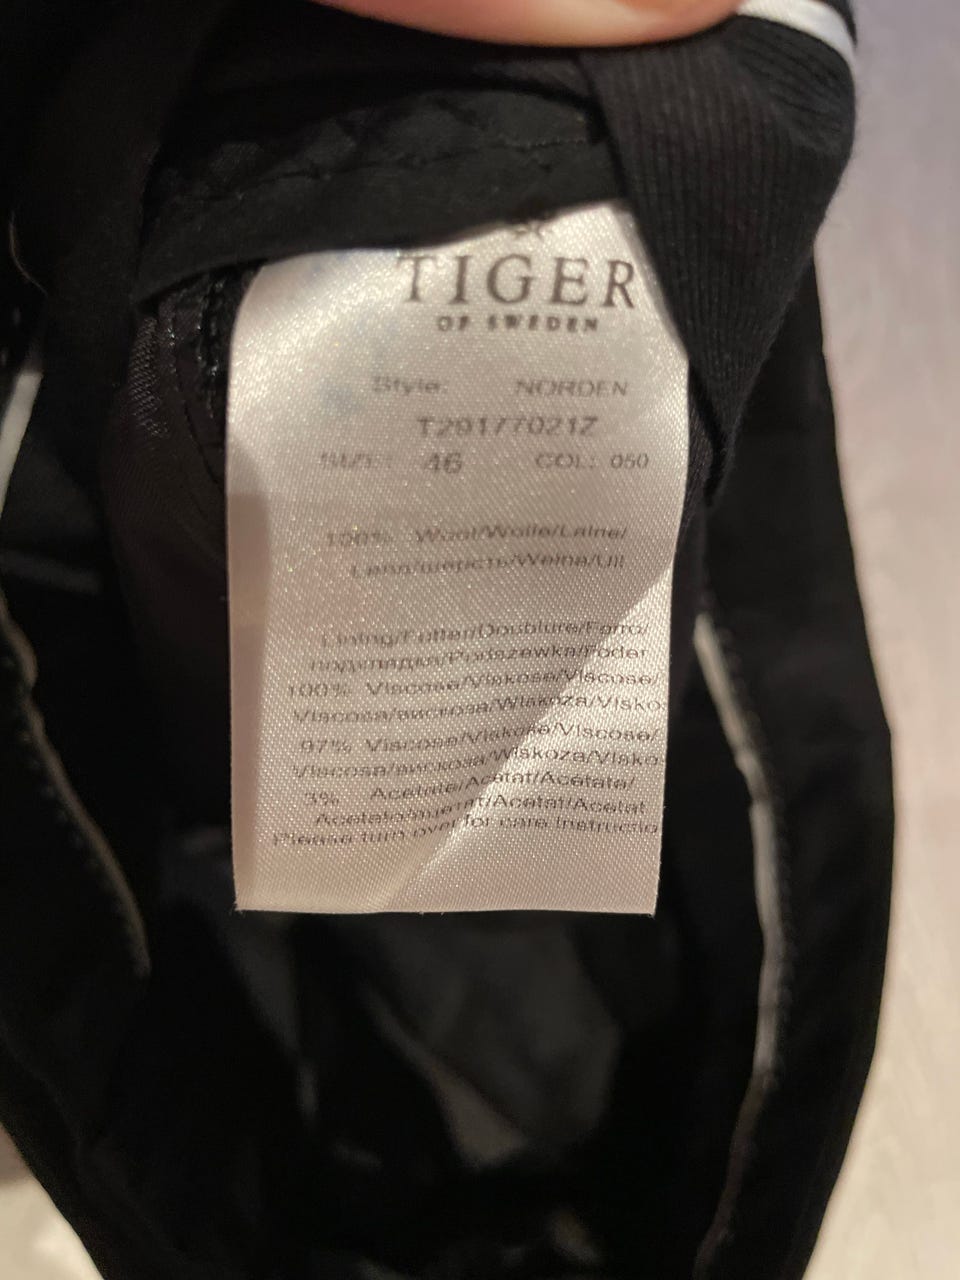 TIGER
OF SWEDEN
Style: NORDEN
T29177021Z
SIZE: 46 COL: 050
100% Wool/Wolle/Laine/
Lana/шерсть/Wełna/Ull
Lining/Futter/Doublure/Forro/
подкладка/Podszewka/Foder
100% Viscose/Viskose/Viscose/
Viscosa/вискоза/Wiskoza/Visko
97% Viscose/Viskose/Viscose/
Viscosa/вискоза/Wiskoza/Visko
3% Acetate/Acetat/Acetate/
Acetato/ацетат/Acetat/Acetat
Please turn over for care Instructio